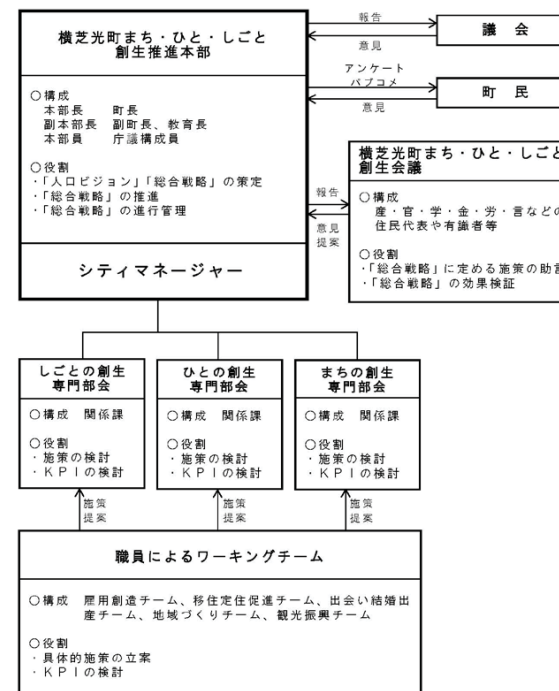 横芝光町まち・ひと・しごと
創生推進本部
○構成
本部長 町長
副本部長 副町長、教育長
本部員 庁議構成員
○役割
・「人口ビジョン」「総合戦略」の策定
・「総合戦略」の推進
・「総合戦略」の進行管理
シティマネージャー
報告
意見
議 会
アンケート
パブコメ
意見
町 民
報告
意見
提案
横芝光町まち・ひと・しごと
創生会議
○構成
産・官・学・金・労・言などの
住民代表や有識者等
○役割
・「総合戦略」に定める施策の助言
・「総合戦略」の効果検証
しごとの創生
専門部会
○構成 関係課
○役割
・施策の検討
・KPIの検討
ひとの創生
専門部会
○構成 関係課
○役割
・施策の検討
・KPIの検討
まちの創生
専門部会
○構成 関係課
○役割
・施策の検討
・KPIの検討
施策
提案
施策
提案
施策
提案
職員によるワーキングチーム
○構成 雇用創造チーム、移住定住促進チーム、出会い結婚出
産チーム、地域づくりチーム、観光振興チーム
○役割
・具体的施策の立案
・KPIの検討